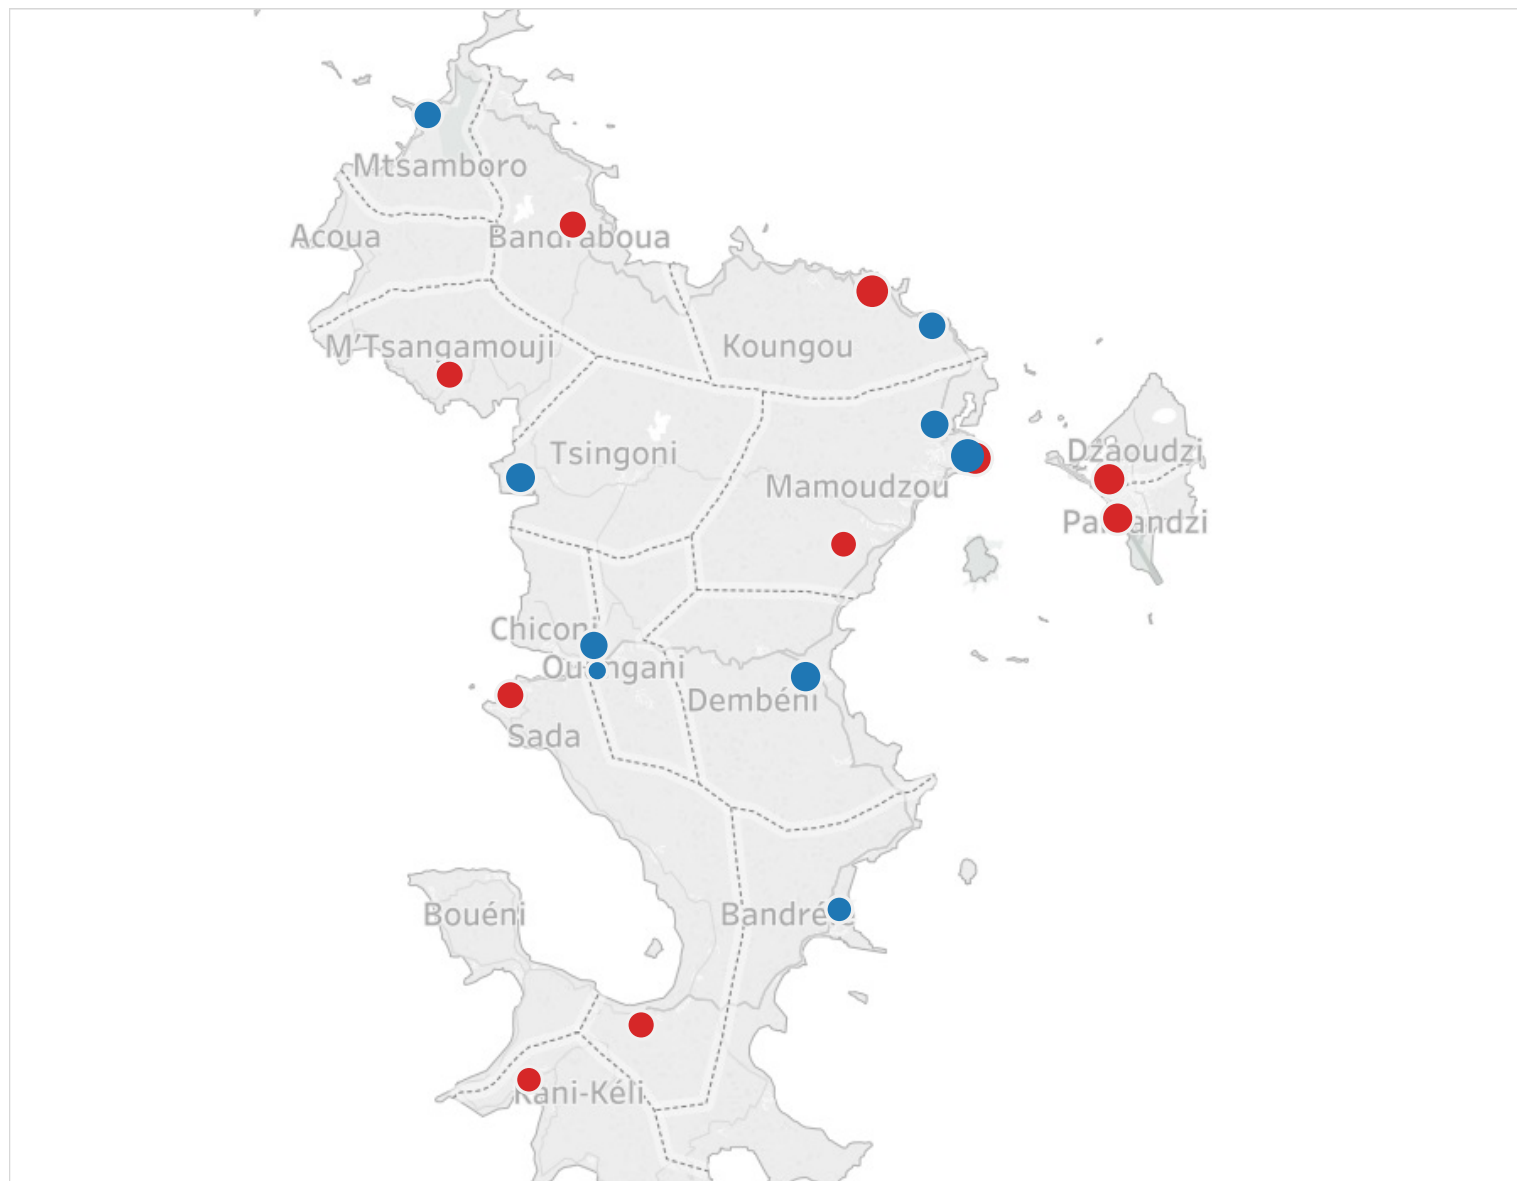 Mtsamboro
Acoua
Bandraboua
M'Tsangamouji
Koungou
Tsingoni
Dzaoudzi
Mamoudzou
Pamandzi
Chiconi
Ouangani
Dembéni
Sada
Bouéni
Bandrélé
Kani-Kéli